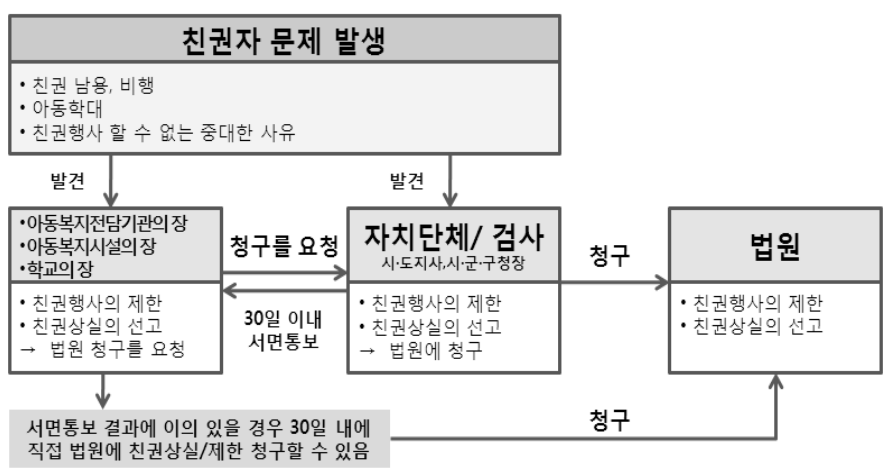 친권자 문제 발생
• 친권 남용, 비행
• 아동학대
• 친권행사 할 수 없는 중대한 사유
발견
발견
•아동복지전담기관의 장
•아동복지시설의 장
•학교의 장
• 친권행사의 제한
• 친권상실의 선고
→ 법원 청구를 요청
청구를 요청
30일 이내
서면통보
자치단체/ 검사
시·도지사,시·군·구청장
• 친권행사의 제한
• 친권상실의 선고
→ 법원에 청구
청구
법원
• 친권행사의 제한
• 친권상실의 선고
서면통보 결과에 이의 있을 경우 30일 내에
직접 법원에 친권상실/제한 청구할 수 있음
청구